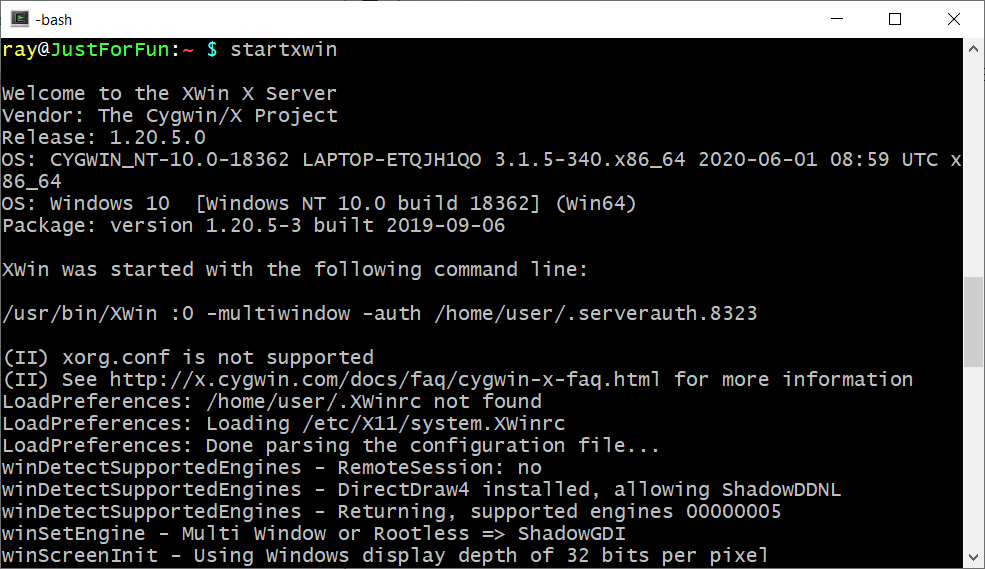 -bash
ray@JustForFun:~ $ startxwin
Welcome to the XWin X Server
Vendor: The Cygwin/X Project
Release: 1.20.5.0
OS: CYGWIN_NT-10.0-18362 LAPTOP-ETQJH1QO 3.1.5-340.x86_64 2020-06-01 08:59 UTC x
86_64
OS: Windows 10  [Windows NT 10.0 build 18362] (Win64)
Package: version 1.20.5-3 built 2019-09-06
XWin was started with the following command line:
/usr/bin/XWin :0 -multiwindow -auth /home/user/.serverauth.8323
(II) xorg.conf is not supported
(II) See http://x.cygwin.com/docs/faq/cygwin-x-faq.html for more information
LoadPreferences: /home/user/.XWinrc not found
LoadPreferences: Loading /etc/X11/system.XWinrc
LoadPreferences: Done parsing the configuration file...
winDetectSupportedEngines - RemoteSession: no
winDetectSupportedEngines - DirectDraw4 installed, allowing ShadowDDNL
winDetectSupportedEngines - Returning, supported engines 00000005
winSetEngine - Multi Window or Rootless => ShadowGDI
winScreenInit - Using Windows display depth of 32 bits per pixel